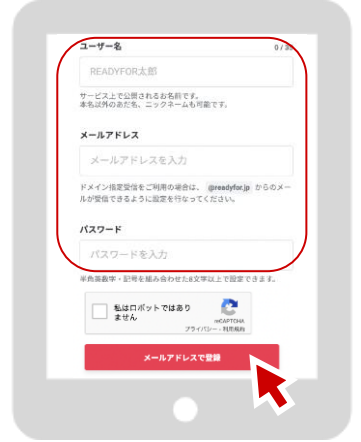 ユーザー名 0 / 30
READYFOR太郎
サービス上で公開されるお名前です。
本名以外のあだ名、ニックネームも可能です。
メールアドレス
メールアドレスを入力
ドメイン指定受信をご利用の場合は、 @readyfor.jp からのメー
ルが受信できるように設定を行なってください。
パスワード
パスワードを入力
半角英数字・記号を組み合わせた8文字以上で設定できます。
私はロボットではあり
ません
reCAPTCHA
プライバシー - 利用規約
メールアドレスで登録